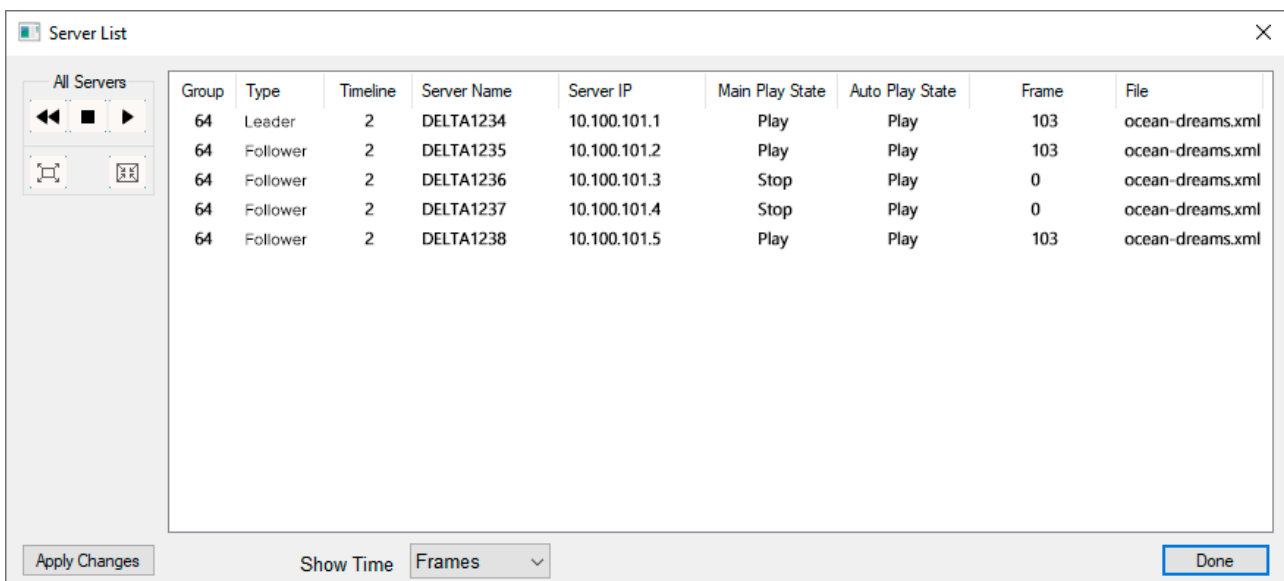 Server List
All Servers
Group Type Timeline Server Name Server IP Main Play State Auto Play State Frame File
64 Leader 2 DELTA1234 10.100.101.1 Play Play 103 ocean-dreams.xml
64 Follower 2 DELTA1235 10.100.101.2 Play Play 103 ocean-dreams.xml
64 Follower 2 DELTA1236 10.100.101.3 Stop Play 0 ocean-dreams.xml
64 Follower 2 DELTA1237 10.100.101.4 Stop Play 0 ocean-dreams.xml
64 Follower 2 DELTA1238 10.100.101.5 Play Play 103 ocean-dreams.xml
Apply Changes Show Time Frames Done